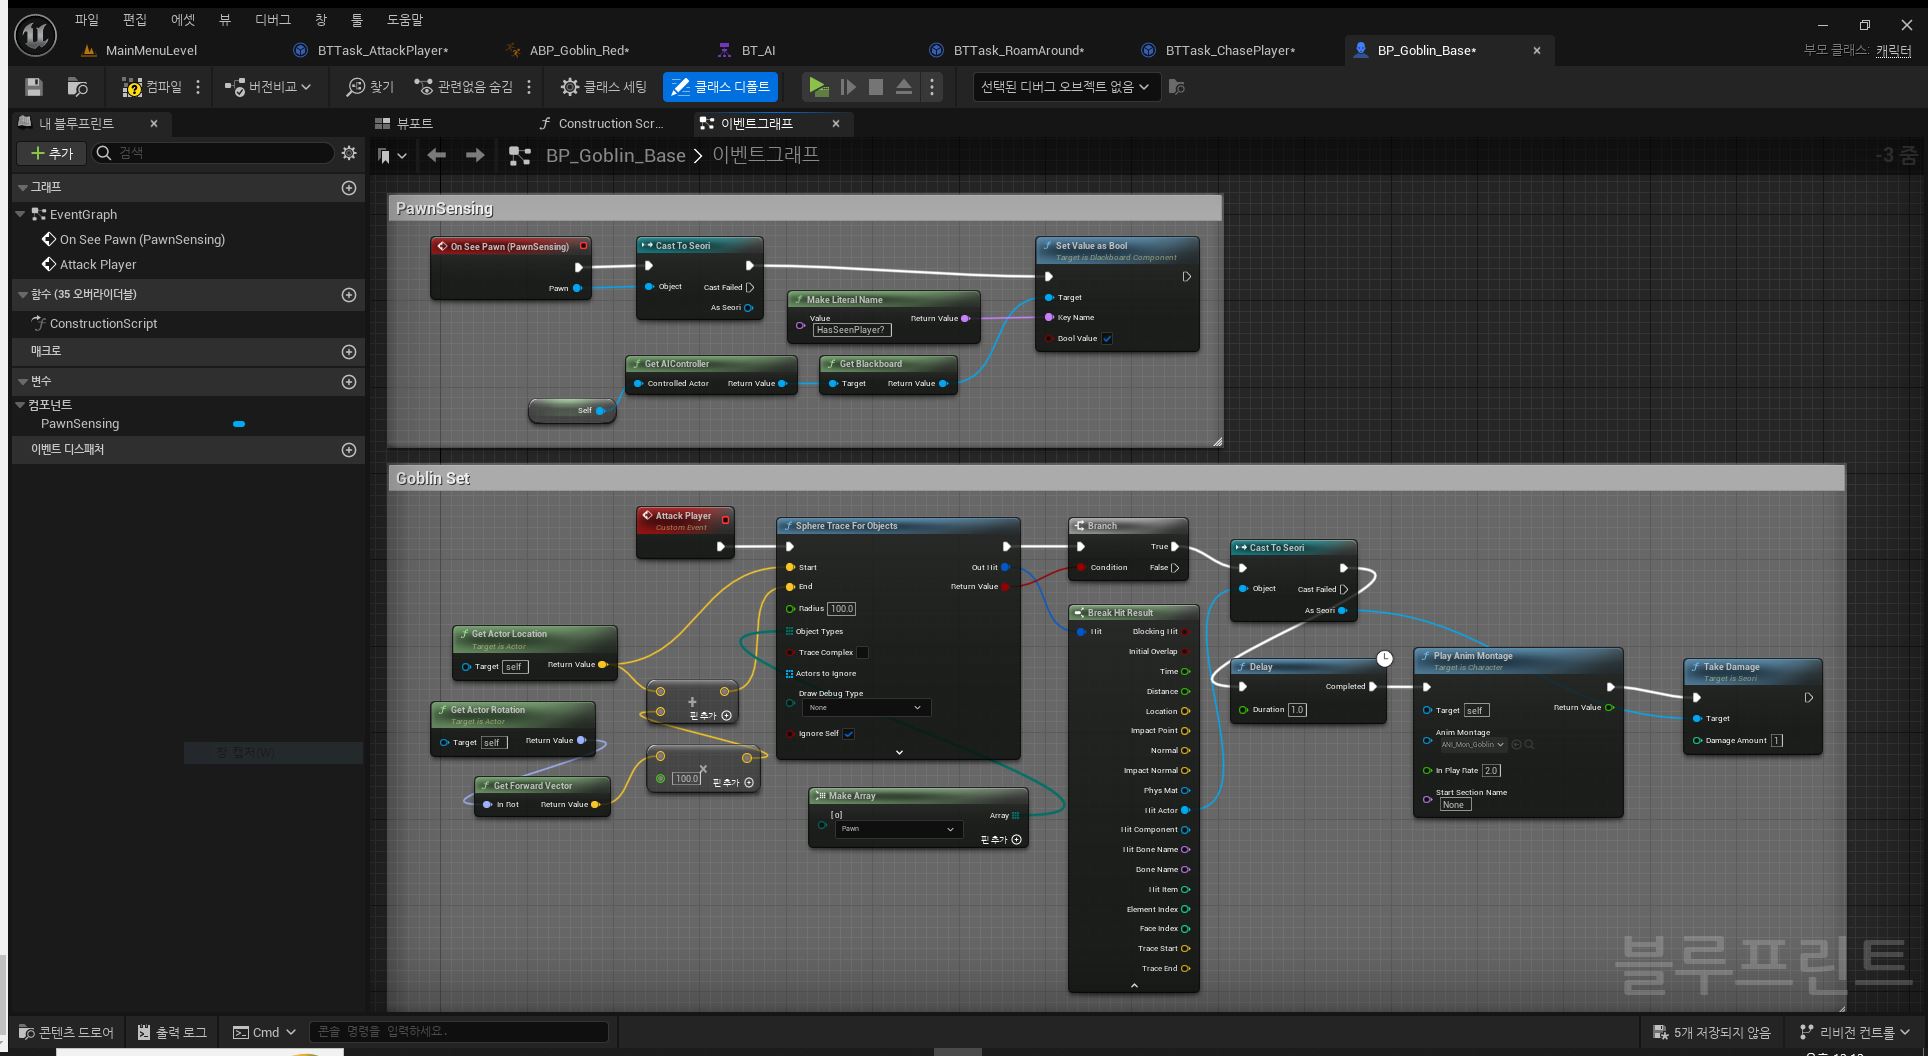 파일 편집 에셋 뷰 디버그 창 툴 도움말
MainMenuLevel BTTask_AttackPlayer* ABP_Goblin_Red* BT_AI BTTask_RoamAround* BTTask_ChasePlayer* BP_Goblin_Base*
부모 클래스: 캐릭터
컴파일 버전비교 찾기 관련없음 숨김 클래스 세팅 클래스 디폴트 선택된 디버그 오브젝트 없음
내 블루프린트
뷰포트 Construction Scr... 이벤트그래프
추가 검색
BP_Goblin_Base > 이벤트그래프
-3 줌
그래프
EventGraph
On See Pawn (PawnSensing)
Attack Player
함수 (35 오버라이더블)
ConstructionScript
매크로
변수
컴포넌트
PawnSensing
이벤트 디스패처
창 캡처(W)
PawnSensing
On See Pawn (PawnSensing)
Pawn
Cast To Seori
Object
Cast Failed
As Seori
Make Literal Name
Value
HasSeenPlayer?
Return Value
Get AIController
Controlled Actor Return Value
Get Blackboard
Target Return Value
Self
Set Value as Bool
Target is Blackboard Component
Target
Key Name
Bool Value
Goblin Set
Attack Player
Custom Event
Sphere Trace For Objects
Start
End
Radius 100.0
Object Types
Trace Complex
Actors to Ignore
Draw Debug Type
None
Ignore Self
Out Hit
Return Value
Get Actor Location
Target is Actor
Target self Return Value
Get Actor Rotation
Target is Actor
Target self Return Value
Get Forward Vector
In Rot Return Value
+
핀 추가
×
100.0
핀 추가
Make Array
[0]
Pawn
Array
핀 추가
Branch
True
Condition False
Break Hit Result
Hit
Blocking Hit
Initial Overlap
Time
Distance
Location
Impact Point
Normal
Impact Normal
Phys Mat
Hit Actor
Hit Component
Hit Bone Name
Bone Name
Hit Item
Element Index
Face Index
Trace Start
Trace End
Cast To Seori
Object
Cast Failed
As Seori
Delay
Completed
Duration 1.0
Play Anim Montage
Target is Character
Target self
Return Value
Anim Montage
ANI_Mon_Goblin
In Play Rate 2.0
Start Section Name
None
Take Damage
Target is Seori
Target
Damage Amount 1
블루프린트
콘텐츠 드로어 출력 로그 Cmd 콘솔 명령을 입력하세요.
5개 저장되지 않음 리비전 컨트롤